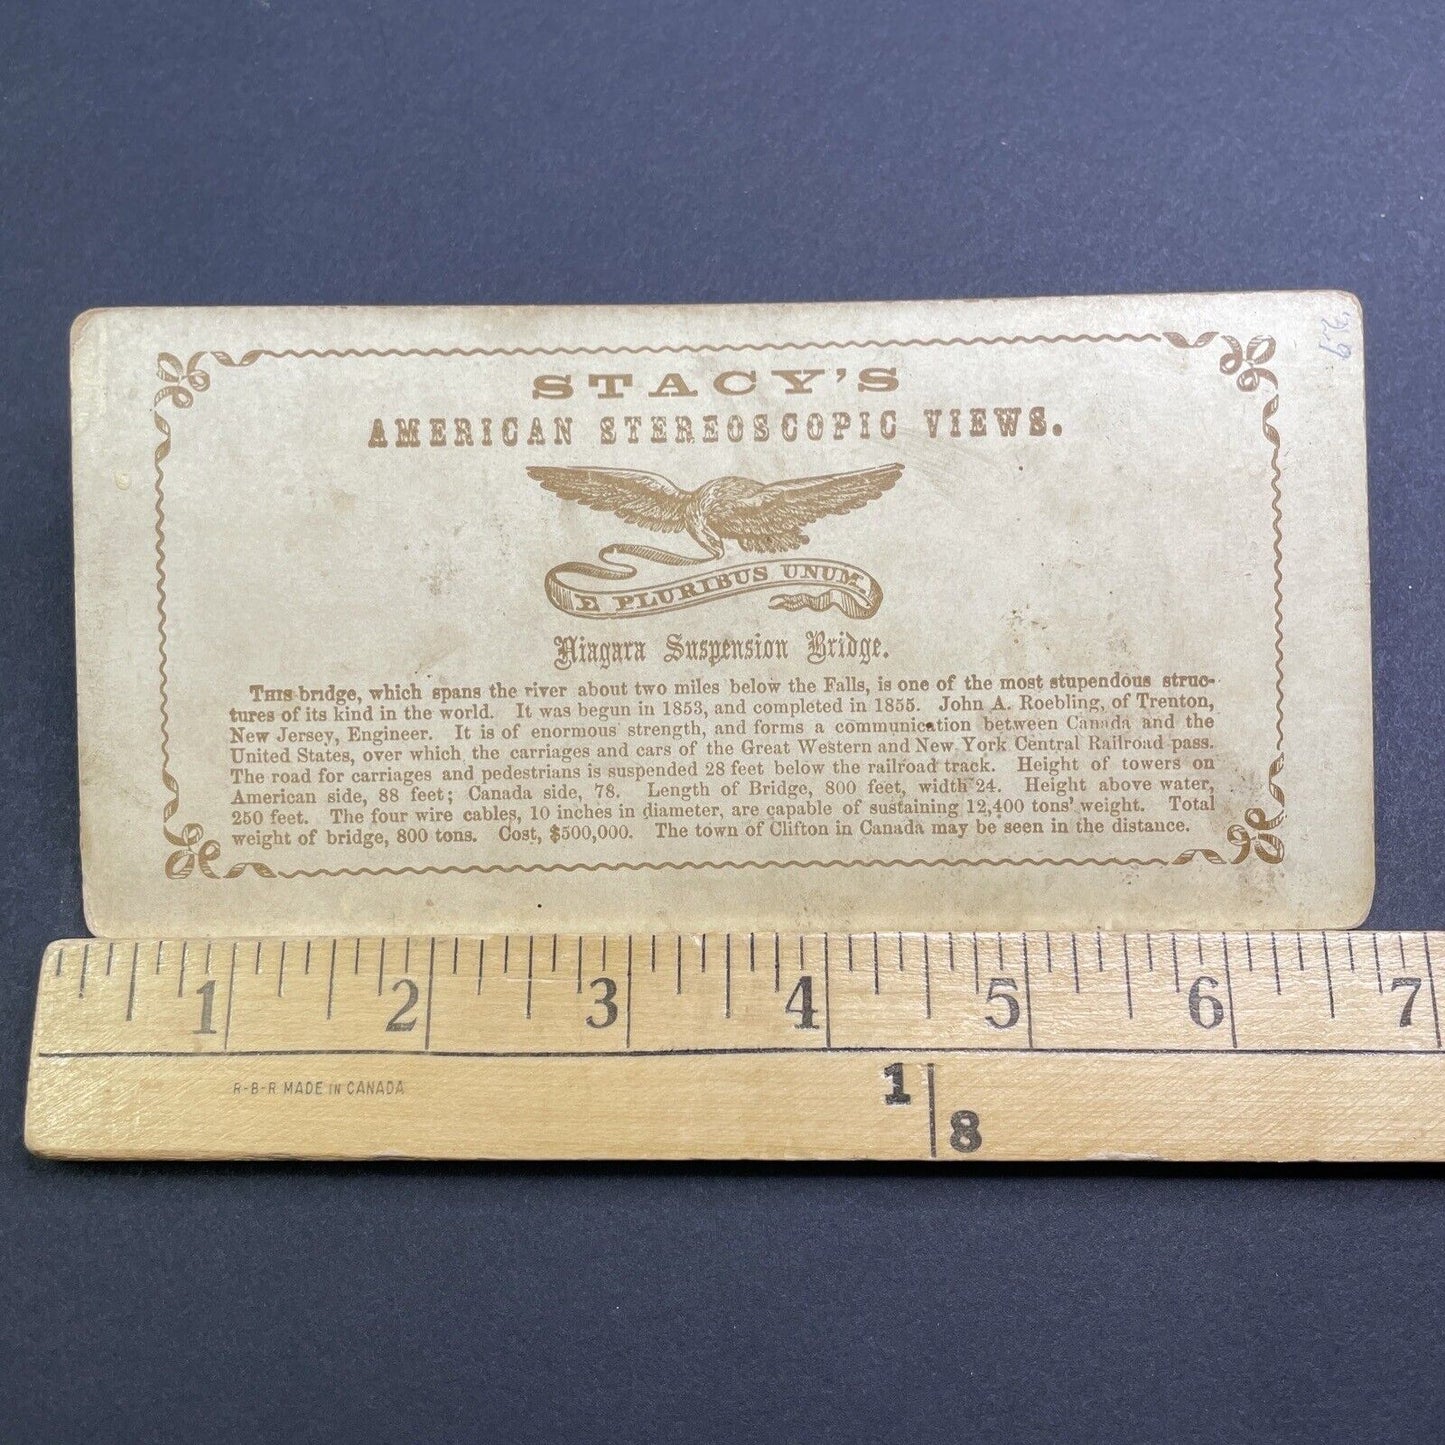 STACY'S
AMERICAN STEREOSCOPIC VIEWS.
E PLURIBUS UNUM
Niagara Suspension Bridge.
THIS bridge, which spans the river about two miles below the Falls, is one of the most stupendous struc-
tures of its kind in the world. It was begun in 1853, and completed in 1855. John A. Roebling, of Trenton,
New Jersey, Engineer. It is of enormous strength, and forms a communication between Canada and the
United States, over which the carriages and cars of the Great Western and New York Central Railroad pass.
The road for carriages and pedestrians is suspended 28 feet below the railroad track. Height of towers on
American side, 88 feet; Canada side, 78. Length of Bridge, 800 feet, width 24. Height above water,
250 feet. The four wire cables, 10 inches in diameter, are capable of sustaining 12,400 tons' weight. Total
weight of bridge, 800 tons. Cost, $500,000. The town of Clifton in Canada may be seen in the distance.
1 2 3 4 5 6 7
R-B-R MADE IN CANADA
1 8